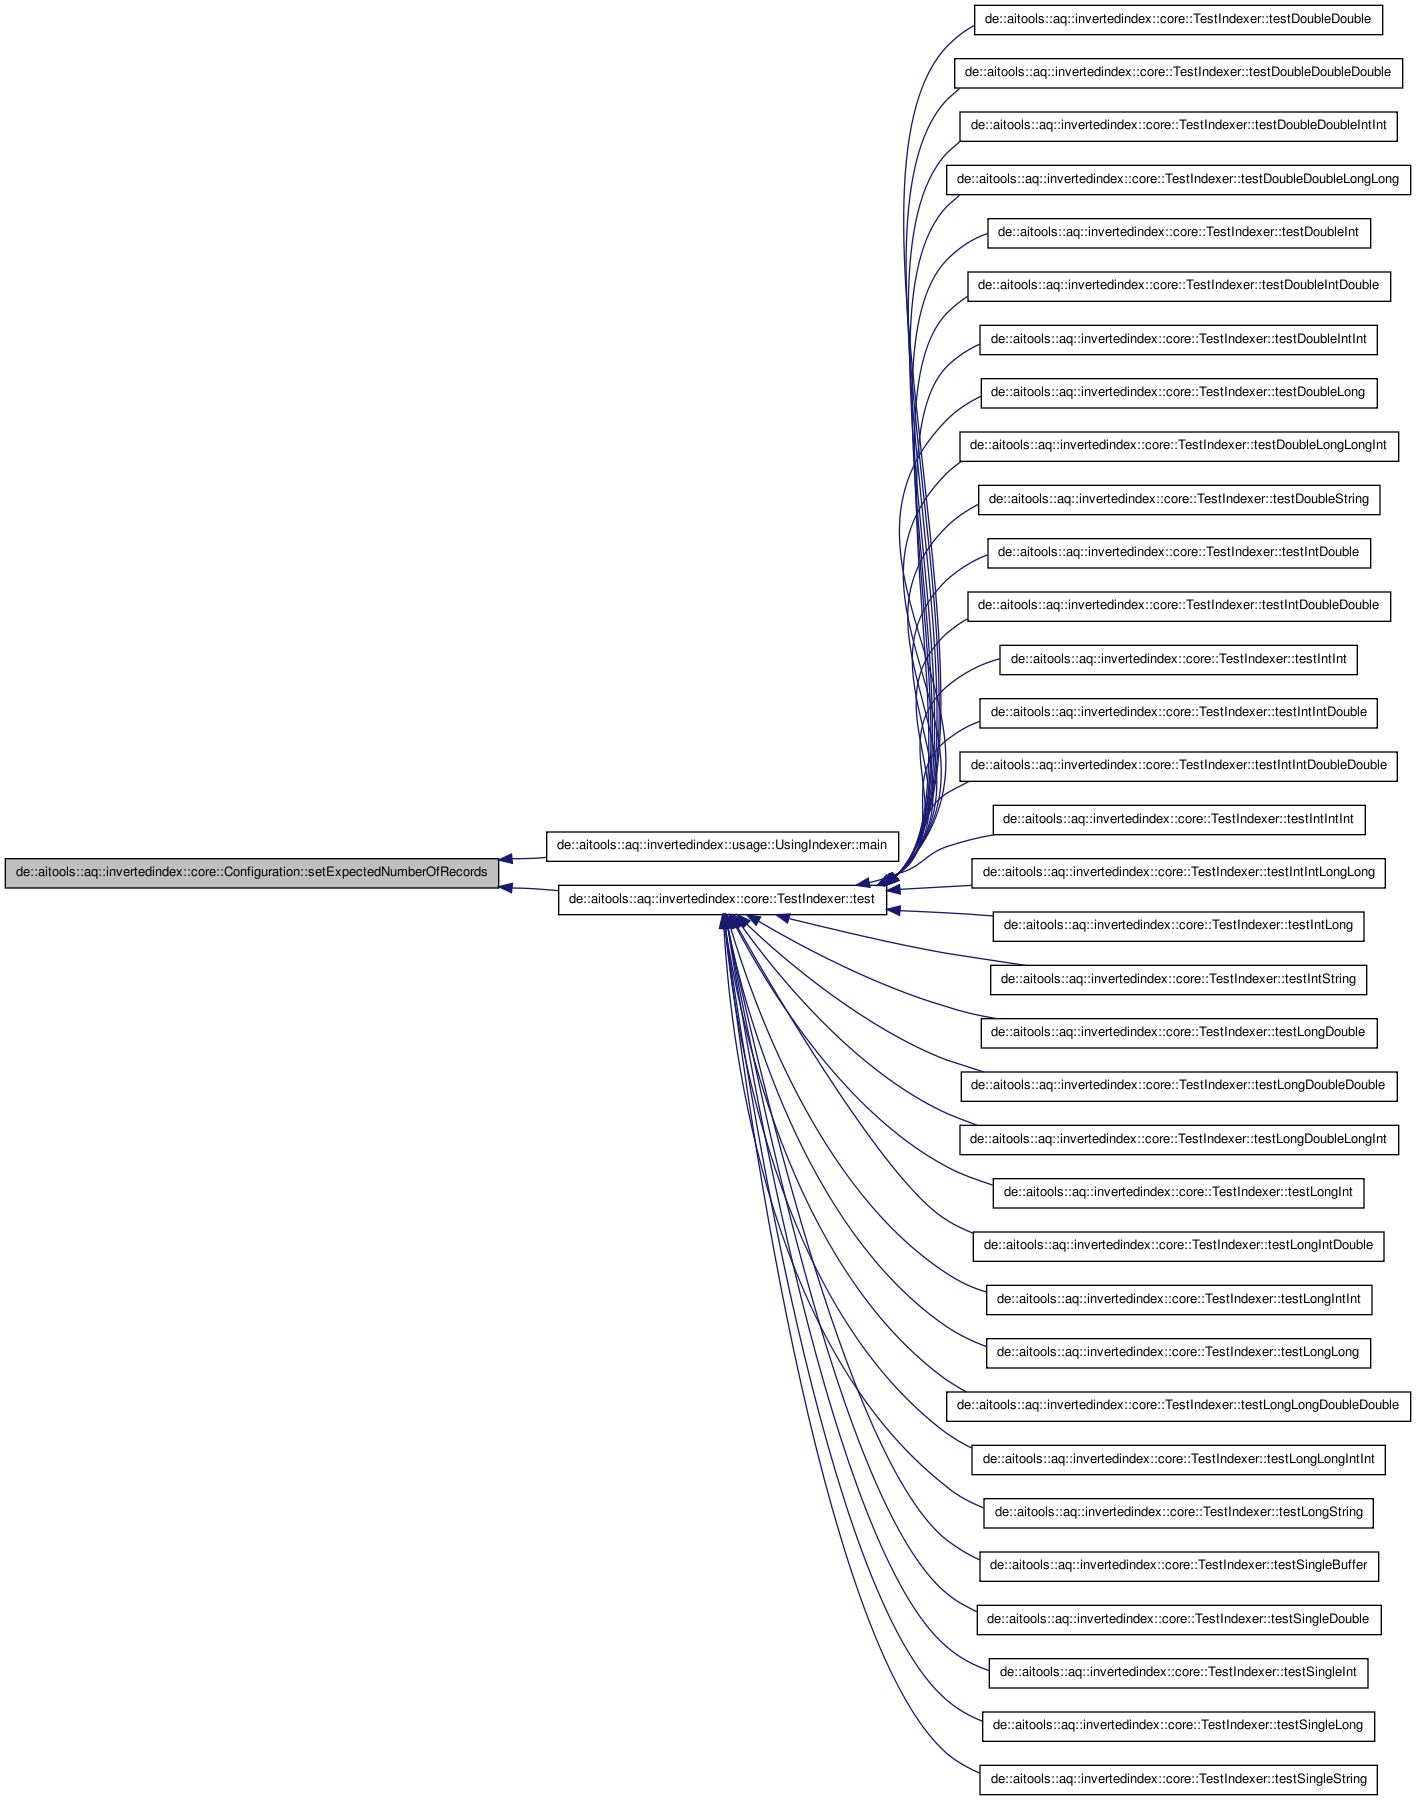 de::aitools::aq::invertedindex::core::TestIndexer::testDoubleDouble
de::aitools::aq::invertedindex::core::TestIndexer::testDoubleDoubleDouble
de::aitools::aq::invertedindex::core::TestIndexer::testDoubleDoubleIntInt
de::aitools::aq::invertedindex::core::TestIndexer::testDoubleDoubleLongLong
de::aitools::aq::invertedindex::core::TestIndexer::testDoubleInt
de::aitools::aq::invertedindex::core::TestIndexer::testDoubleIntDouble
de::aitools::aq::invertedindex::core::TestIndexer::testDoubleIntInt
de::aitools::aq::invertedindex::core::TestIndexer::testDoubleLong
de::aitools::aq::invertedindex::core::TestIndexer::testDoubleLongLongInt
de::aitools::aq::invertedindex::core::TestIndexer::testDoubleString
de::aitools::aq::invertedindex::core::TestIndexer::testIntDouble
de::aitools::aq::invertedindex::core::TestIndexer::testIntDoubleDouble
de::aitools::aq::invertedindex::core::TestIndexer::testIntInt
de::aitools::aq::invertedindex::core::TestIndexer::testIntIntDouble
de::aitools::aq::invertedindex::core::TestIndexer::testIntIntDoubleDouble
de::aitools::aq::invertedindex::core::TestIndexer::testIntIntInt
de::aitools::aq::invertedindex::usage::UsingIndexer::main
de::aitools::aq::invertedindex::core::Configuration::setExpectedNumberOfRecords
de::aitools::aq::invertedindex::core::TestIndexer::testIntIntLongLong
de::aitools::aq::invertedindex::core::TestIndexer::test
de::aitools::aq::invertedindex::core::TestIndexer::testIntLong
de::aitools::aq::invertedindex::core::TestIndexer::testIntString
de::aitools::aq::invertedindex::core::TestIndexer::testLongDouble
de::aitools::aq::invertedindex::core::TestIndexer::testLongDoubleDouble
de::aitools::aq::invertedindex::core::TestIndexer::testLongDoubleLongInt
de::aitools::aq::invertedindex::core::TestIndexer::testLongInt
de::aitools::aq::invertedindex::core::TestIndexer::testLongIntDouble
de::aitools::aq::invertedindex::core::TestIndexer::testLongIntInt
de::aitools::aq::invertedindex::core::TestIndexer::testLongLong
de::aitools::aq::invertedindex::core::TestIndexer::testLongLongDoubleDouble
de::aitools::aq::invertedindex::core::TestIndexer::testLongLongIntInt
de::aitools::aq::invertedindex::core::TestIndexer::testLongString
de::aitools::aq::invertedindex::core::TestIndexer::testSingleBuffer
de::aitools::aq::invertedindex::core::TestIndexer::testSingleDouble
de::aitools::aq::invertedindex::core::TestIndexer::testSingleInt
de::aitools::aq::invertedindex::core::TestIndexer::testSingleLong
de::aitools::aq::invertedindex::core::TestIndexer::testSingleString